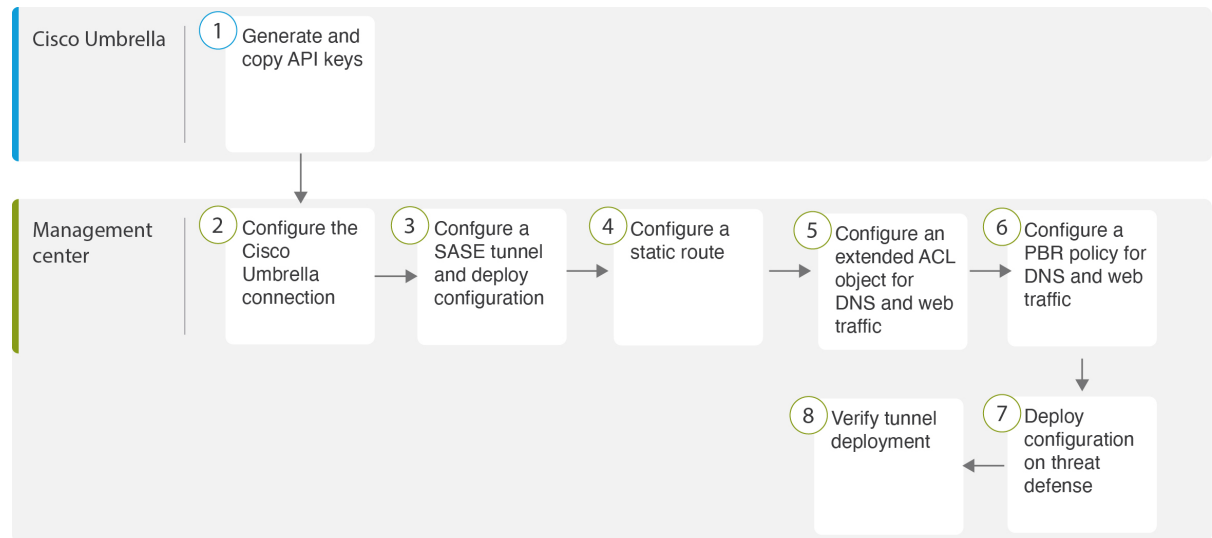 Cisco Umbrella
1
Generate and
copy API keys
Management
center
2
Configure the
Cisco
Umbrella
connection
3
Configure a
SASE tunnel
and deploy
configuration
4
Configure a
static route
5
Configure an
extended ACL
object for
DNS and web
traffic
6
Configure a
PBR policy for
DNS and web
traffic
7
Deploy
configuration
on threat
defense
8
Verify tunnel
deployment